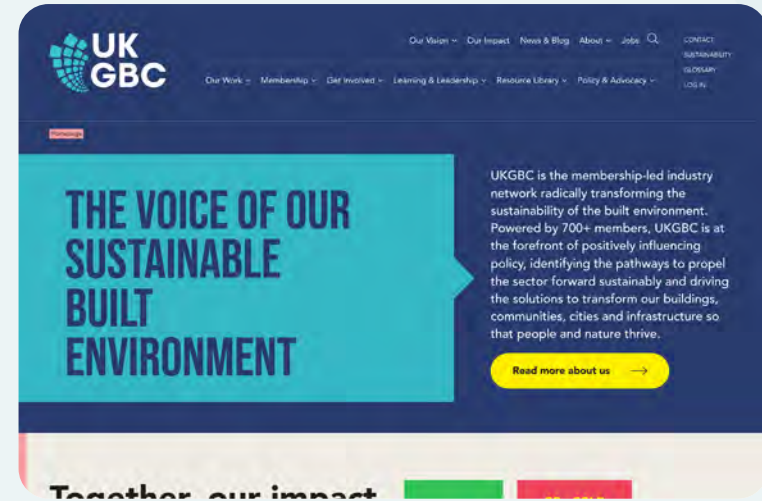 UK
GBC
Our Vision Our Impact News & Blog About Jobs
CONTACT
SUSTAINABILITY
GLOSSARY
LOG IN
Our Work Membership Get Involved Learning & Leadership Resource Library Policy & Advocacy
Homepage
THE VOICE OF OUR
SUSTAINABLE
BUILT
ENVIRONMENT
UKGBC is the membership-led industry
network radically transforming the
sustainability of the built environment.
Powered by 700+ members, UKGBC is at
the forefront of positively influencing
policy, identifying the pathways to propel
the sector forward sustainably and driving
the solutions to transform our buildings,
communities, cities and infrastructure so
that people and nature thrive.
Read more about us
Together, our impact